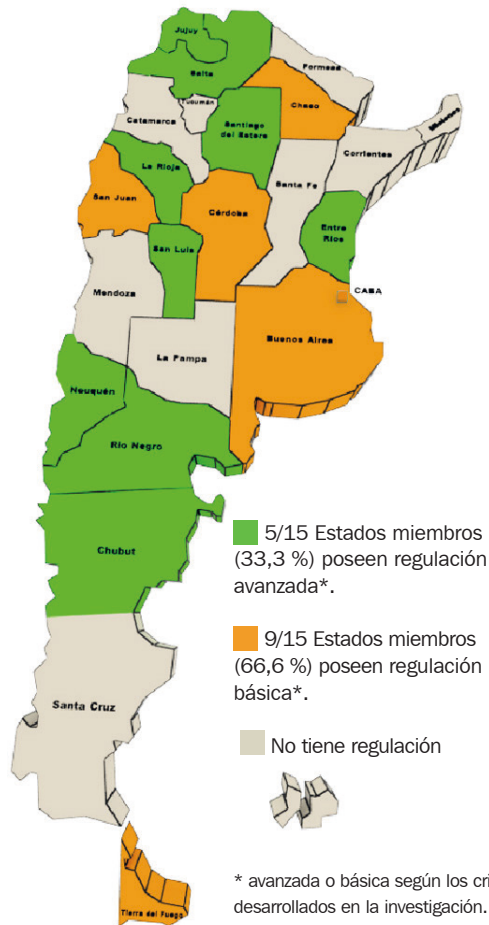 Jujuy
Salta
Formosa
Tucumán
Chaco
Catamarca
Santiago
del Estero
Misiones
Corrientes
La Rioja
Santa Fe
San Juan
Córdoba
Entre
Ríos
San Luis
CABA
Mendoza
Buenos Aires
La Pampa
Neuquén
Río Negro
Chubut
Santa Cruz
Tierra del Fuego
5/15 Estados miembros
(33,3 %) poseen regulación
avanzada*.
9/15 Estados miembros
(66,6 %) poseen regulación
básica*.
No tiene regulación
* avanzada o básica según los cri
desarrollados en la investigación.